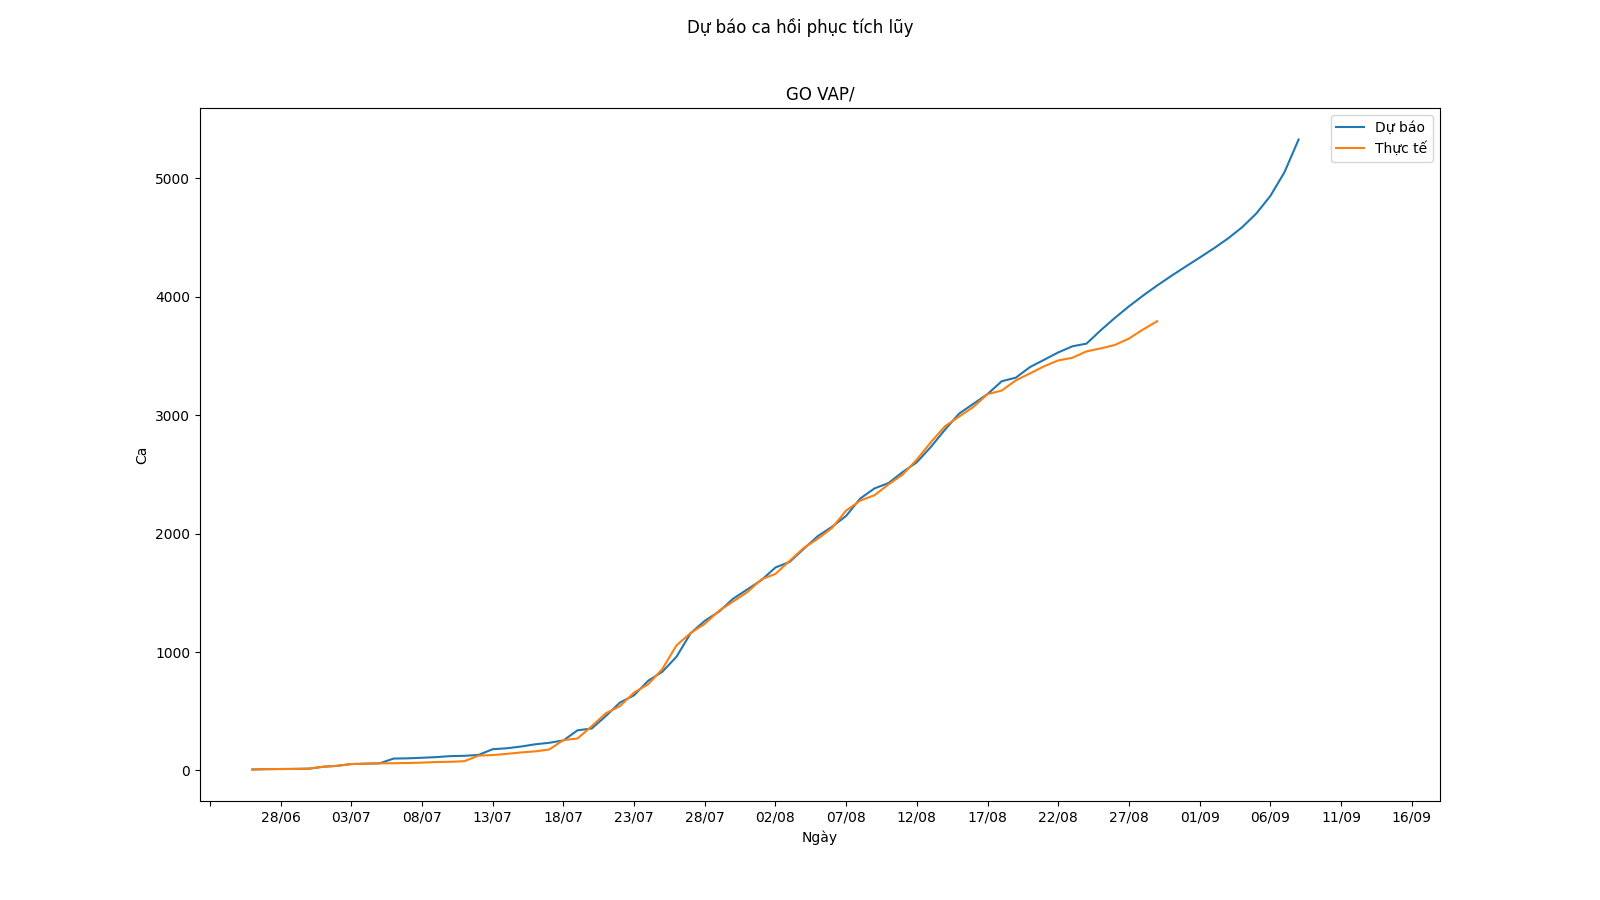 Dự báo ca hồi phục tích lũy
GO VAP/
Dự báo
Thực tế
5000
4000
3000
2000
1000
0
Ca
28/06 03/07 08/07 13/07 18/07 23/07 28/07 02/08 07/08 12/08 17/08 22/08 27/08 01/09 06/09 11/09 16/09
Ngày